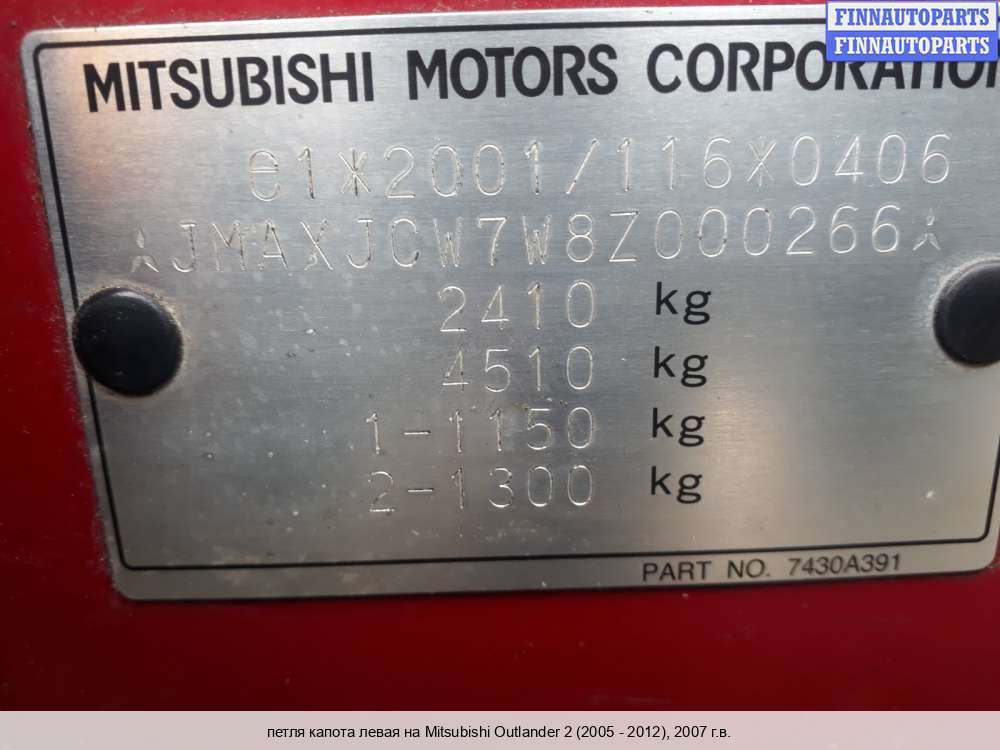 FINNAUTOPARTS
FINNAUTOPARTS
MITSUBISHI MOTORS CORPORATION
e1*2001/116*0406
JMAXJCW7W8Z000266
2410 kg
4510 kg
1-1150 kg
2-1300 kg
PART NO. 7430A391
петля капота левая на Mitsubishi Outlander 2 (2005 - 2012), 2007 г.в.